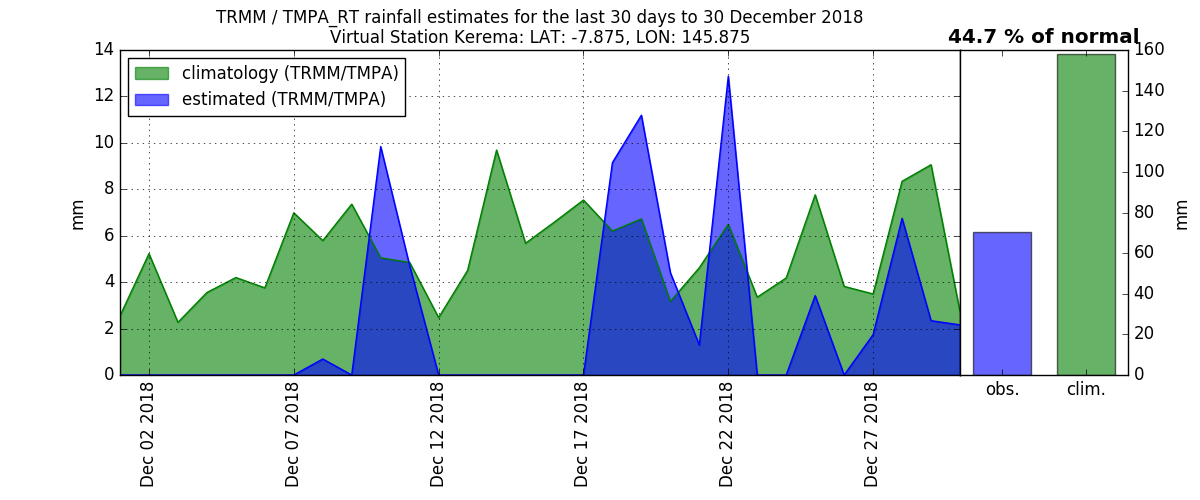 TRMM / TMPA_RT rainfall estimates for the last 30 days to 30 December 2018
Virtual Station Kerema: LAT: -7.875, LON: 145.875
44.7 % of normal
climatology (TRMM/TMPA)
estimated (TRMM/TMPA)
14
12
10
8
6
4
2
0
mm
Dec 02 2018
Dec 07 2018
Dec 12 2018
Dec 17 2018
Dec 22 2018
Dec 27 2018
obs.
clim.
160
140
120
100
80
60
40
20
0
mm